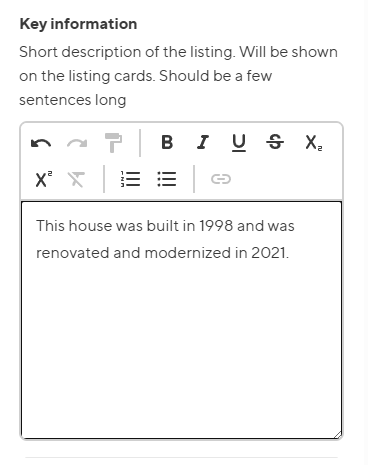 Key information
Short description of the listing. Will be shown
on the listing cards. Should be a few
sentences long
B I U S X₂
X²
This house was built in 1998 and was
renovated and modernized in 2021.